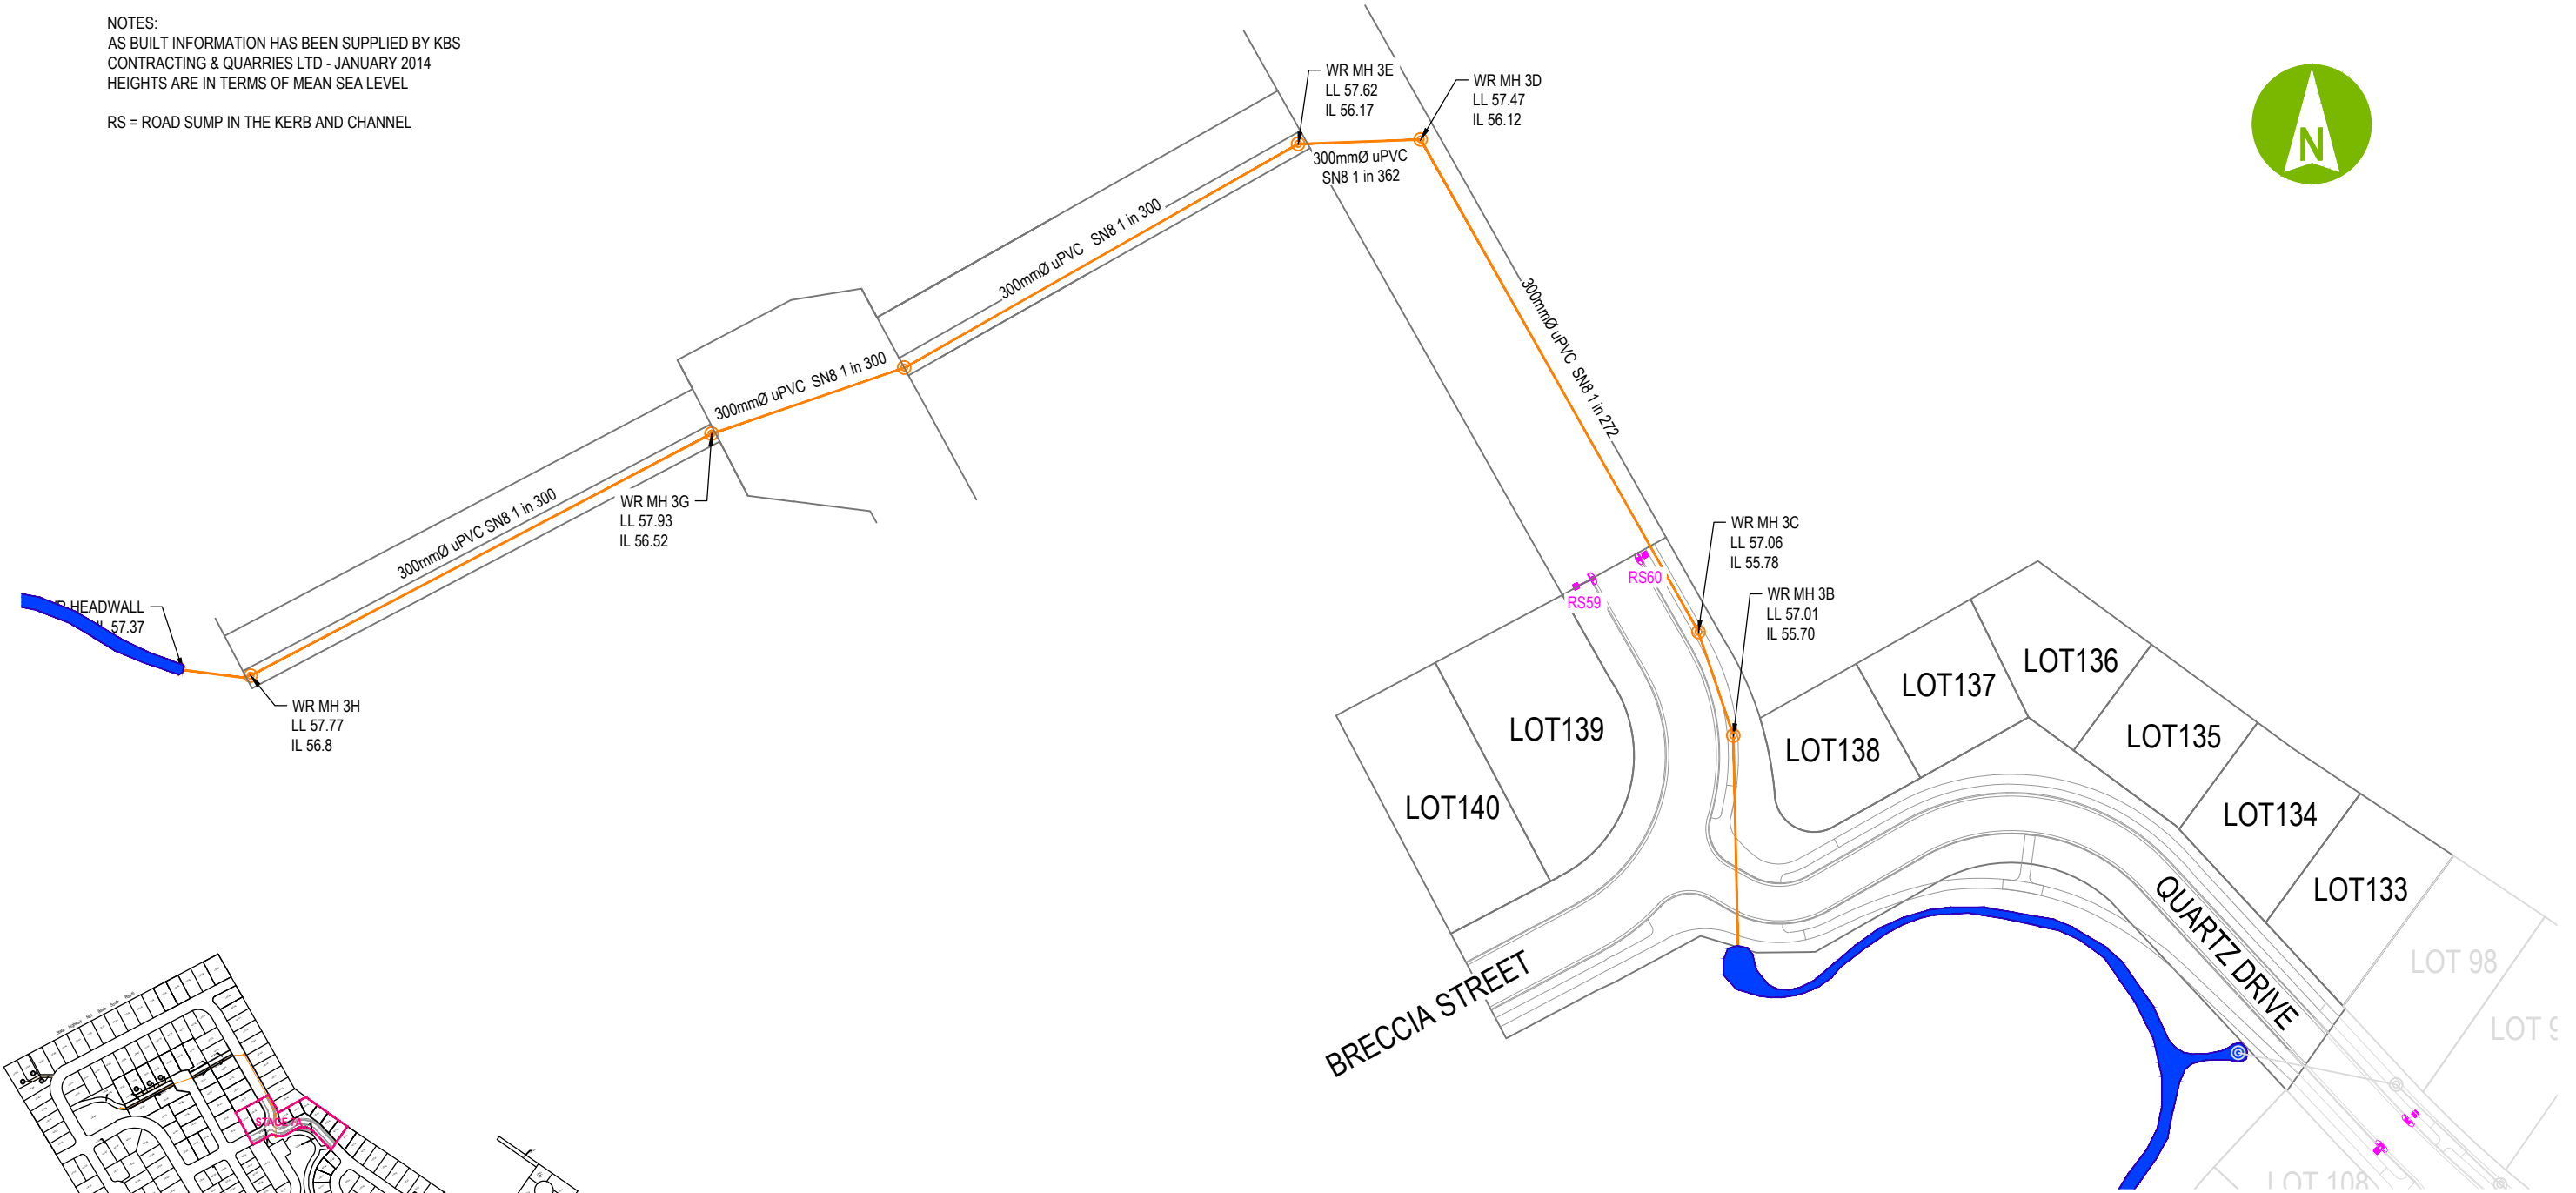 NOTES:
AS BUILT INFORMATION HAS BEEN SUPPLIED BY KBS
CONTRACTING & QUARRIES LTD - JANUARY 2014
HEIGHTS ARE IN TERMS OF MEAN SEA LEVEL
RS = ROAD SUMP IN THE KERB AND CHANNEL
WR MH 3E
LL 57.62
IL 56.17
WR MH 3D
LL 57.47
IL 56.12
N
300mmØ uPVC
SN8 1 in 362
300mmØ uPVC SN8 1 in 300
300mmØ uPVC SN8 1 in 272
300mmØ uPVC SN8 1 in 300
300mmØ uPVC SN8 1 in 300
WR MH 3G
LL 57.93
IL 56.52
HEADWALL
IL 57.37
WR MH 3H
LL 57.77
IL 56.8
WR MH 3C
LL 57.06
IL 55.78
WR MH 3B
LL 57.01
IL 55.70
RS60
RS59
LOT136
LOT137
LOT138
LOT139
LOT140
LOT135
LOT134
LOT133
LOT 98
LOT 9
QUARTZ DRIVE
BRECCIA STREET
LOT 108